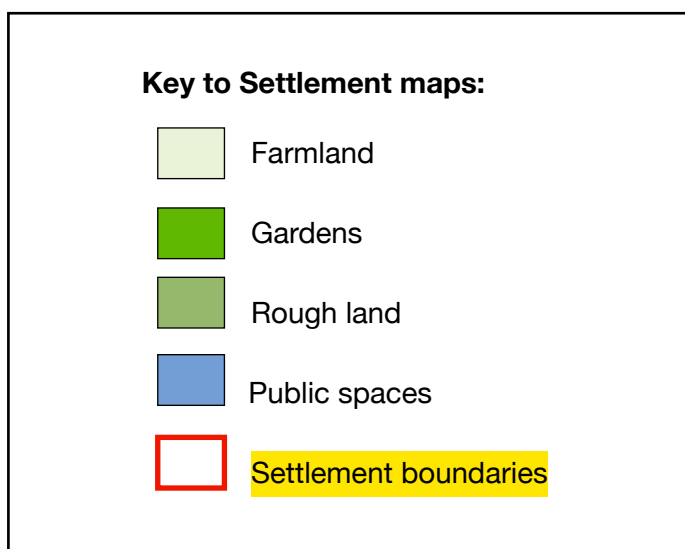 Key to Settlement maps:
Farmland
Gardens
Rough land
Public spaces
Settlement boundaries